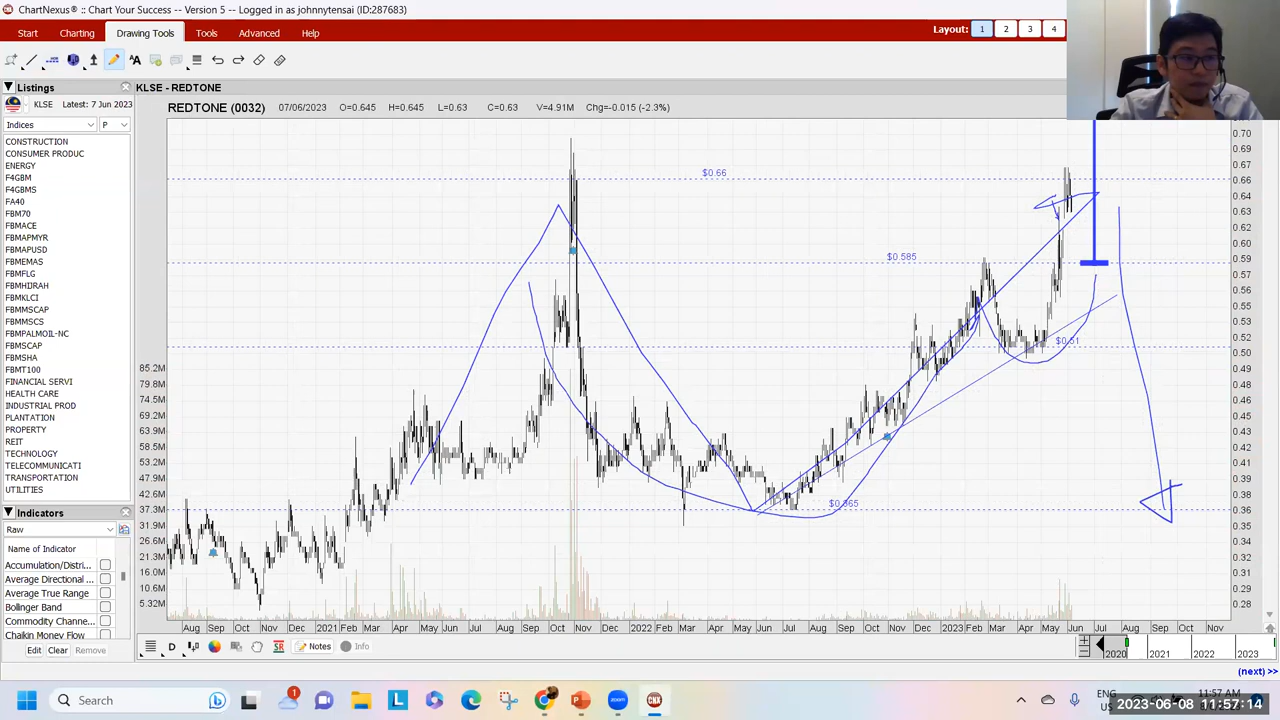 ChartNexus® :: Chart Your Success -- Version 5 -- Logged in as johnnytensai (ID:287683)
Start Charting Drawing Tools Tools Advanced Help Layout: 1 2 3 4
Listings
KLSE Latest: 7 Jun 2023
Indices P
CONSTRUCTION
CONSUMER PRODUC
ENERGY
F4GBM
F4GBMS
FA40
FBM70
FBMACE
FBMAPMYR
FBMAPUSD
FBMEMAS
FBMFLG
FBMHIJRAH
FBMKLCI
FBMMSCAP
FBMMSCFS
FBMPALMOIL-NC
FBMSCAP
FBMSHA
FBMT100
FINANCIAL SERVI
HEALTH CARE
INDUSTRIAL PROD
PLANTATION
PROPERTY
REIT
TECHNOLOGY
TELECOMMUNICATI
TRANSPORTATION
UTILITIES
Indicators
Raw
Name of Indicator
Accumulation/Distri...
Average Directional ...
Average True Range
Bollinger Band
Commodity Channe...
Chaikin Money Flow
Edit Clear Remove
KLSE - REDTONE
REDTONE (0032) 07/06/2023 O=0.645 H=0.645 L=0.63 C=0.63 V=4.91M Chg=-0.015 (-2.3%)
$0.66
$0.585
$0.51
85.2M
79.8M
74.5M
69.2M
63.9M
58.5M
53.2M
47.9M
42.6M
37.3M
31.9M
26.6M
21.3M
16.0M
10.6M
5.32M
0.70
0.69
0.67
0.66
0.64
0.63
0.62
0.60
0.59
0.57
0.56
0.55
0.53
0.52
0.50
0.49
0.48
0.46
0.45
0.43
0.42
0.41
0.39
0.38
0.36
0.35
0.34
0.32
0.31
0.29
0.28
Aug Sep Oct Nov Dec 2021 Feb Mar Apr May Jun Jul Aug Sep Oct Nov Dec 2022 Feb Mar Apr May Jun Jul Aug Sep Oct Nov Dec 2023 Feb Mar Apr May Jun Jul Aug Sep Oct Nov
D SR Notes Info
2020 2021 2022 2023
(next) >>
Search
1
ENG
US
11:57 AM
2023-06-08 11:57:14